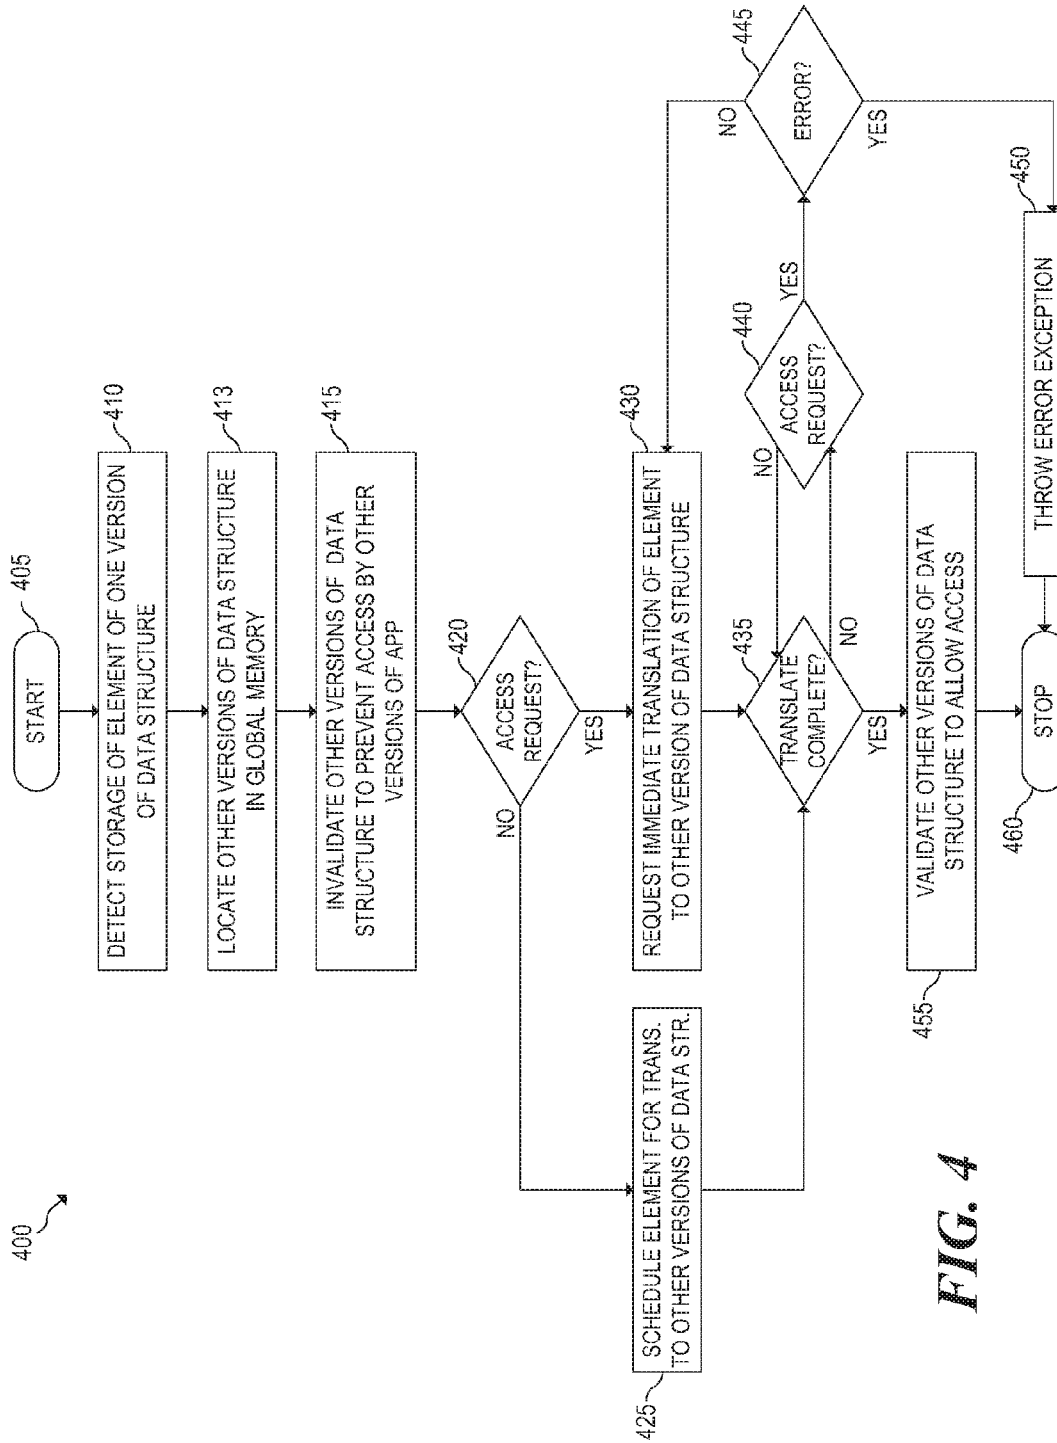 400
START
405
DETECT STORAGE OF ELEMENT OF ONE VERSION
OF DATA STRUCTURE
410
LOCATE OTHER VERSIONS OF DATA STRUCTURE
IN GLOBAL MEMORY
413
INVALIDATE OTHER VERSIONS OF DATA
STRUCTURE TO PREVENT ACCESS BY OTHER
VERSIONS OF APP
415
ACCESS
REQUEST?
420
NO
YES
SCHEDULE ELEMENT FOR TRANS.
TO OTHER VERSIONS OF DATA STR.
425
REQUEST IMMEDIATE TRANSLATION OF ELEMENT
TO OTHER VERSION OF DATA STRUCTURE
430
TRANSLATE
COMPLETE?
435
NO
YES
ACCESS
REQUEST?
440
NO
YES
ERROR?
445
NO
YES
THROW ERROR EXCEPTION
450
VALIDATE OTHER VERSIONS OF DATA
STRUCTURE TO ALLOW ACCESS
455
STOP
460
FIG. 4